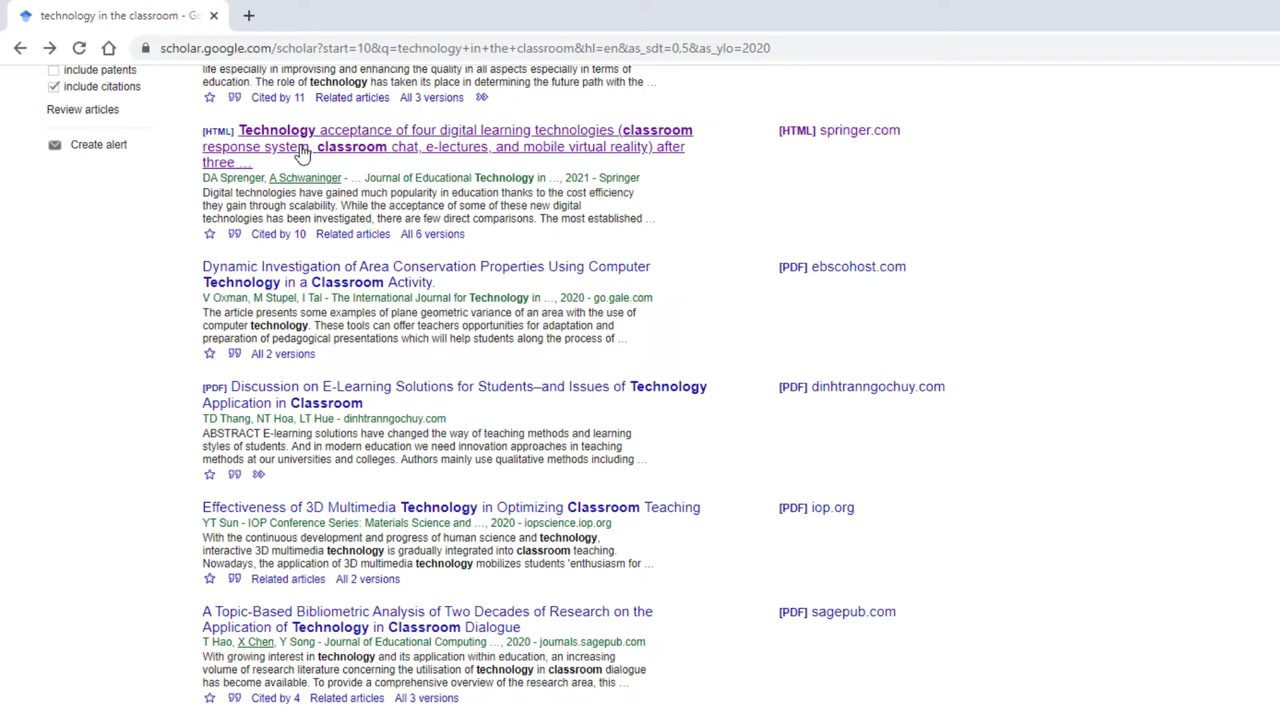 technology in the classroom - Go
scholar.google.com/scholar?start=10&q=technology+in+the+classroom&hl=en&as_sdt=0,5&as_ylo=2020
include patents
include citations
Review articles
Create alert
life especially in improvising and enhancing the quality in all aspects especially in terms of
education. The role of technology has taken its place in determining the future path with the …
Cited by 11 Related articles All 3 versions
[HTML] Technology acceptance of four digital learning technologies (classroom
response system, classroom chat, e-lectures, and mobile virtual reality) after
three …
[HTML] springer.com
DA Sprenger, A Schwaninger - … Journal of Educational Technology in …, 2021 - Springer
Digital technologies have gained much popularity in education thanks to the cost efficiency
they gain through scalability. While the acceptance of some of these new digital
technologies has been investigated, there are few direct comparisons. The most established …
Cited by 10 Related articles All 6 versions
Dynamic Investigation of Area Conservation Properties Using Computer
Technology in a Classroom Activity.
[PDF] ebscohost.com
V Oxman, M Stupel, I Tal - The International Journal for Technology in …, 2020 - go.gale.com
The article presents some examples of plane geometric variance of an area with the use of
computer technology. These tools can offer teachers opportunities for adaptation and
preparation of pedagogical presentations which will help students along the process of …
All 2 versions
[PDF] Discussion on E-Learning Solutions for Students–and Issues of Technology
Application in Classroom
[PDF] dinhtranngochuy.com
TD Thang, NT Hoa, LT Hue - dinhtranngochuy.com
ABSTRACT E-learning solutions have changed the way of teaching methods and learning
styles of students. And in modern education we need innovation approaches in teaching
methods at our universities and colleges. Authors mainly use qualitative methods including …
Effectiveness of 3D Multimedia Technology in Optimizing Classroom Teaching
[PDF] iop.org
YT Sun - IOP Conference Series: Materials Science and …, 2020 - iopscience.iop.org
With the continuous development and progress of human science and technology,
interactive 3D multimedia technology is gradually integrated into classroom teaching.
Nowadays, the application of 3D multimedia technology mobilizes students 'enthusiasm for …
Related articles All 2 versions
A Topic-Based Bibliometric Analysis of Two Decades of Research on the
Application of Technology in Classroom Dialogue
[PDF] sagepub.com
T Hao, X Chen, Y Song - Journal of Educational Computing …, 2020 - journals.sagepub.com
With growing interest in technology and its application within education, an increasing
volume of research literature concerning the utilisation of technology in classroom dialogue
has become available. To provide a comprehensive overview of the research area, this …
Cited by 4 Related articles All 3 versions